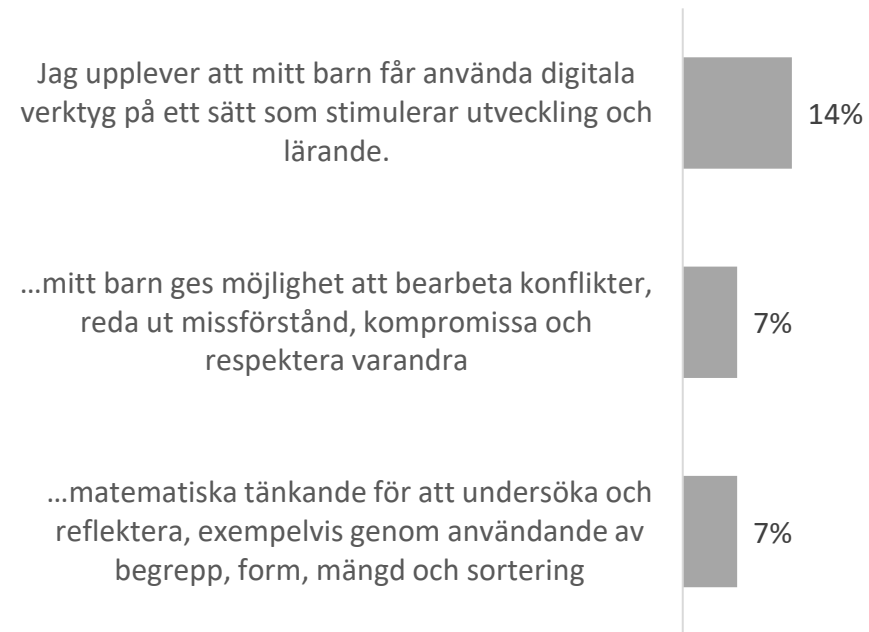 Jag upplever att mitt barn får använda digitala
verktyg på ett sätt som stimulerar utveckling och
lärande.
14%
...mitt barn ges möjlighet att bearbeta konflikter,
reda ut missförstånd, kompromissa och
respektera varandra
7%
...matematiska tänkande för att undersöka och
reflektera, exempelvis genom användande av
begrepp, form, mängd och sortering
7%